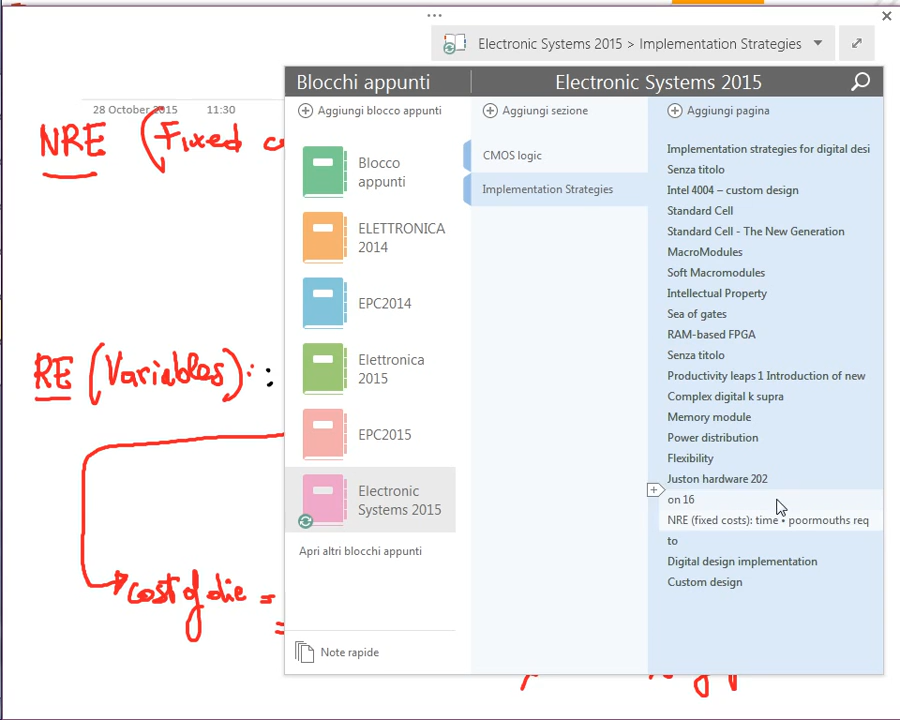 Electronic Systems 2015 > Implementation Strategies
Blocchi appunti
Electronic Systems 2015
28 October 2015 11:30
Aggiungi blocco appunti
Aggiungi sezione
Aggiungi pagina
NRE (Fixed
Blocco appunti
ELETTRONICA 2014
EPC2014
Elettronica 2015
EPC2015
Electronic Systems 2015
Apri altri blocchi appunti
Note rapide
CMOS logic
Implementation Strategies
Implementation strategies for digital desi
Senza titolo
Intel 4004 – custom design
Standard Cell
Standard Cell - The New Generation
MacroModules
Soft Macromodules
Intellectual Property
Sea of gates
RAM-based FPGA
Senza titolo
Productivity leaps 1 Introduction of new
Complex digital k supra
Memory module
Power distribution
Flexibility
Juston hardware 202
on 16
NRE (fixed costs): time • poormouths req
to
Digital design implementation
Custom design
RE (Variables) :
cost of die =
=